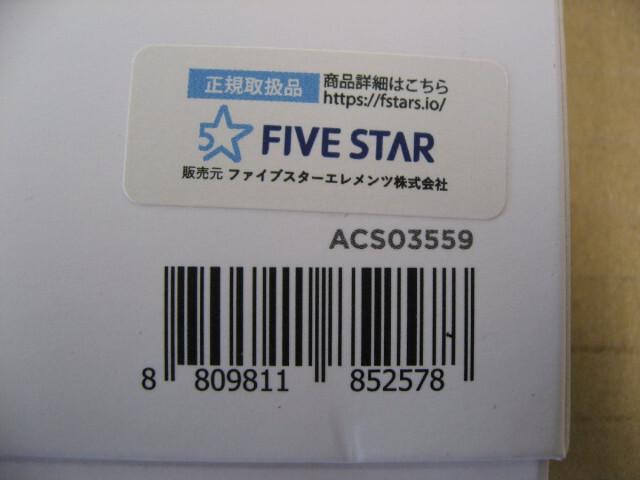 正規取扱品 商品詳細はこちら
https://fstars.io/
5 FIVE STAR
販売元 ファイブスターエレメンツ株式会社
ACS03559
8 809811 852578